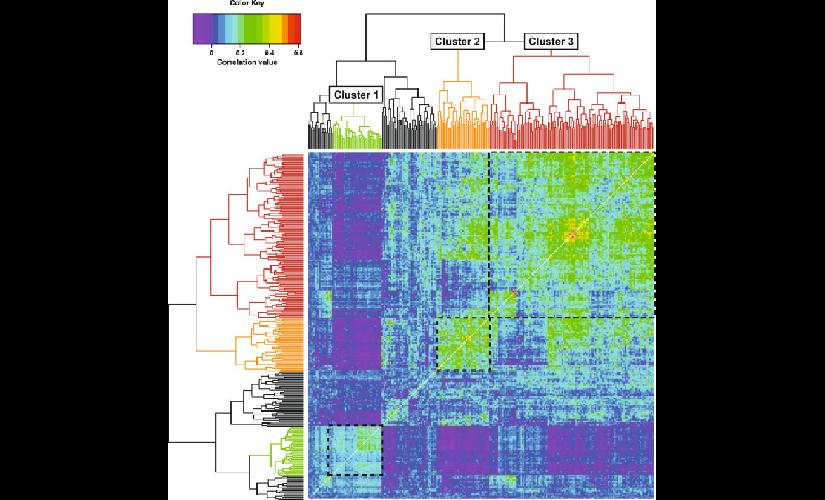 Color Key
0 0.2 0.4 0.6
Correlation value
Cluster 2
Cluster 3
Cluster 1